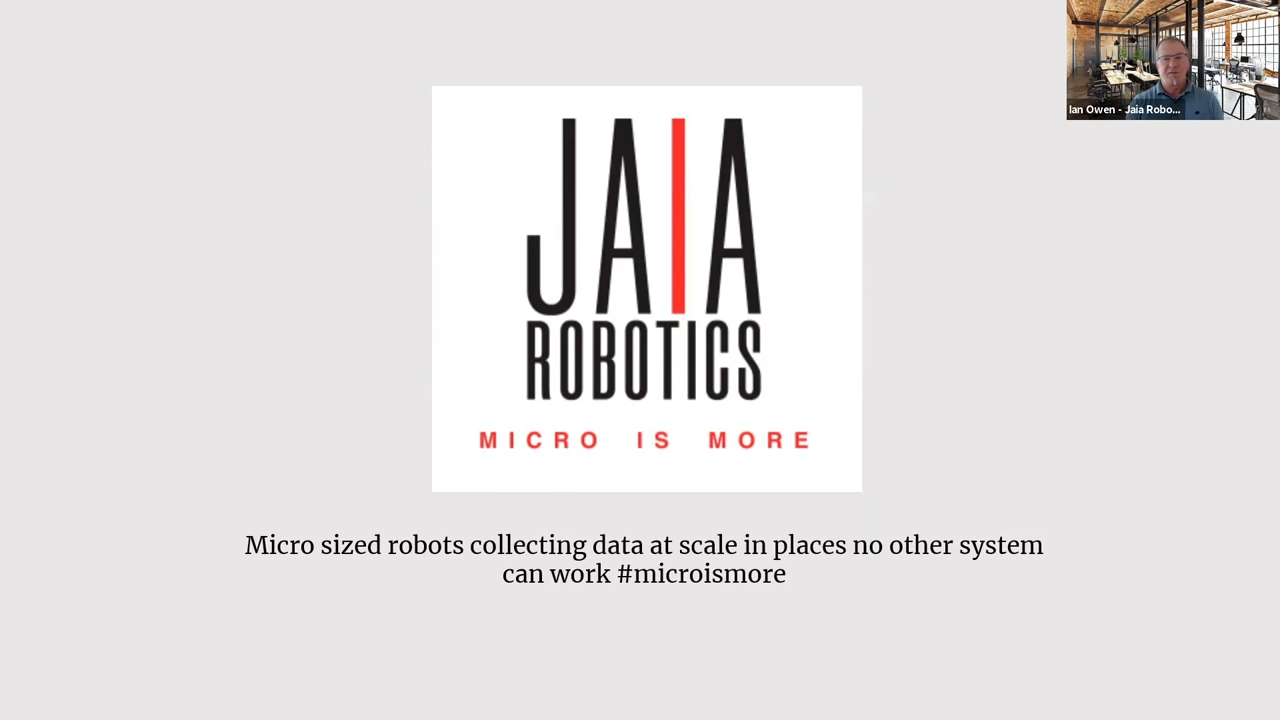 Ian Owen - Jaia Robo...
JAIA
ROBOTICS
MICRO IS MORE
Micro sized robots collecting data at scale in places no other system
can work #microismore